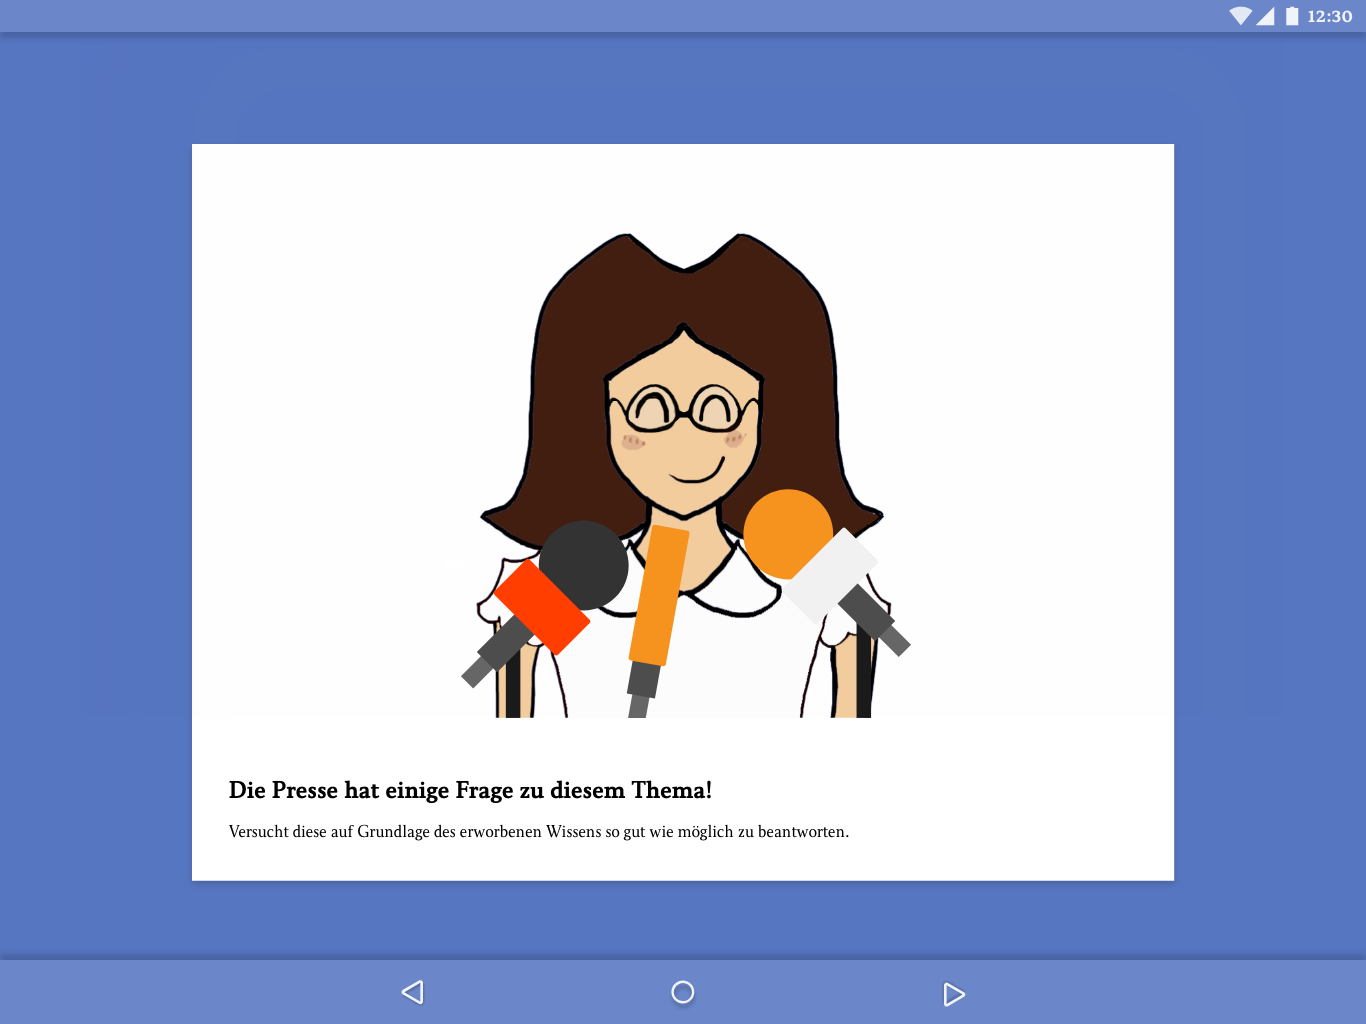 12:30
Die Presse hat einige Frage zu diesem Thema!
Versucht diese auf Grundlage des erworbenen Wissens so gut wie möglich zu beantworten.